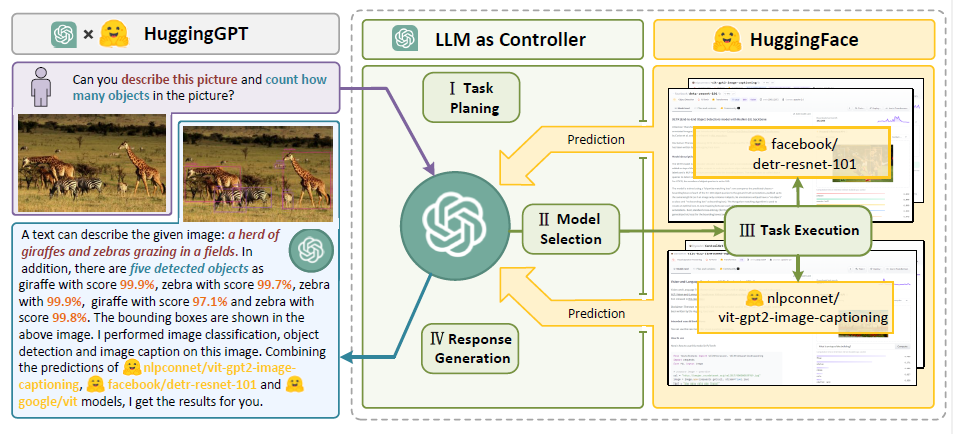 HuggingGPT
LLM as Controller
HuggingFace
Can you describe this picture and count how
many objects in the picture?
A text can describe the given image: a herd of
giraffes and zebras grazing in a fields. In
addition, there are five detected objects as
giraffe with score 99.9%, zebra with score 99.7%, zebra
with 99.9%, giraffe with score 97.1% and zebra with
score 99.8%. The bounding boxes are shown in the
above image. I performed image classification, object
detection and image caption on this image. Combining
the predictions of nlpconnet/vit-gpt2-image-
captioning, facebook/detr-resnet-101 and
google/vit models, I get the results for you.
I Task
Planing
Prediction
II Model
Selection
Prediction
IV Response
Generation
facebook/
detr-resnet-101
III Task Execution
nlpconnet/
vit-gpt2-image-captioning